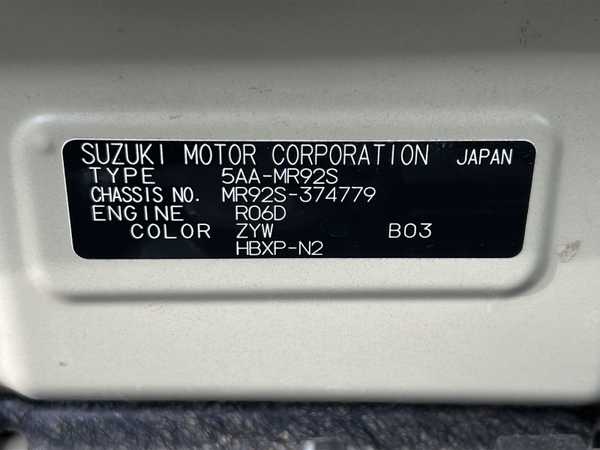 SUZUKI MOTOR CORPORATION JAPAN
TYPE 5AA-MR92S
CHASSIS NO. MR92S-374779
ENGINE R06D
COLOR ZYW B03
HBXP-N2